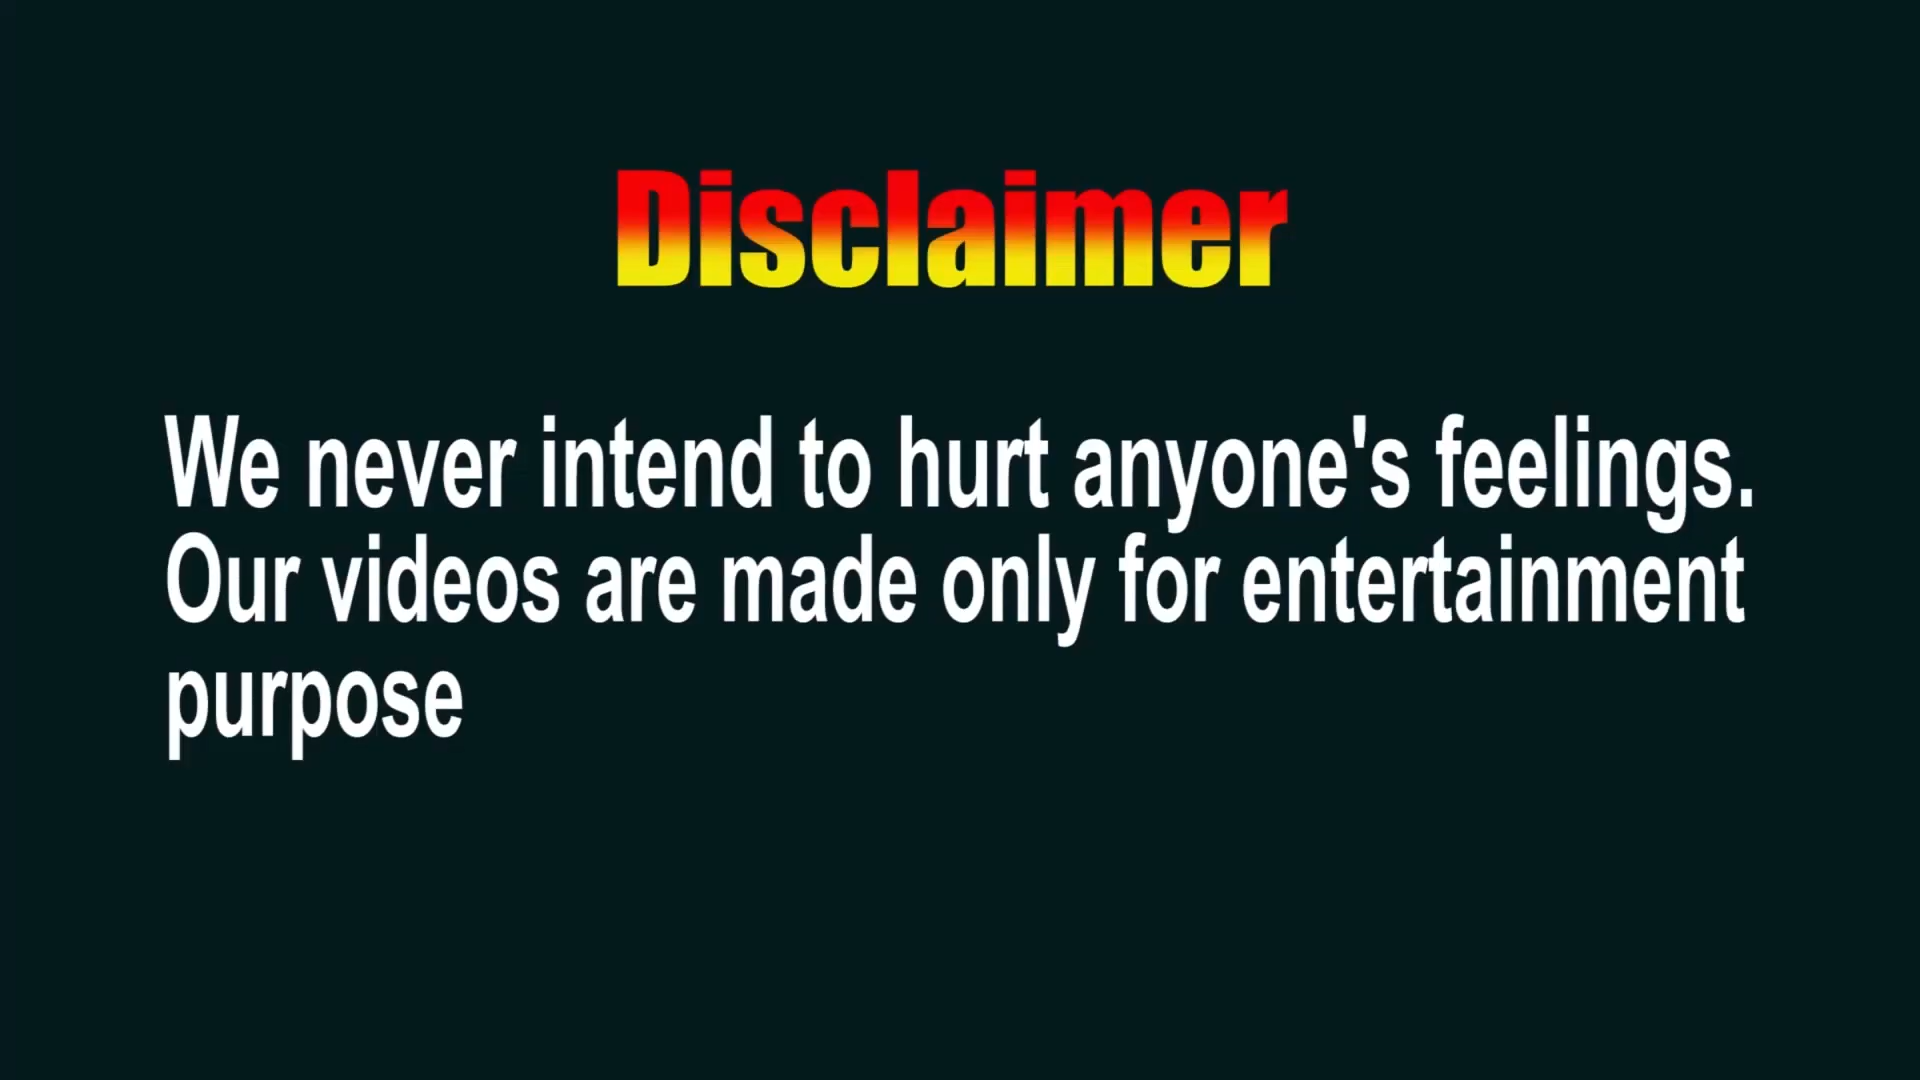 Disclaimer
We never intend to hurt anyone's feelings.
Our videos are made only for entertainment
purpose